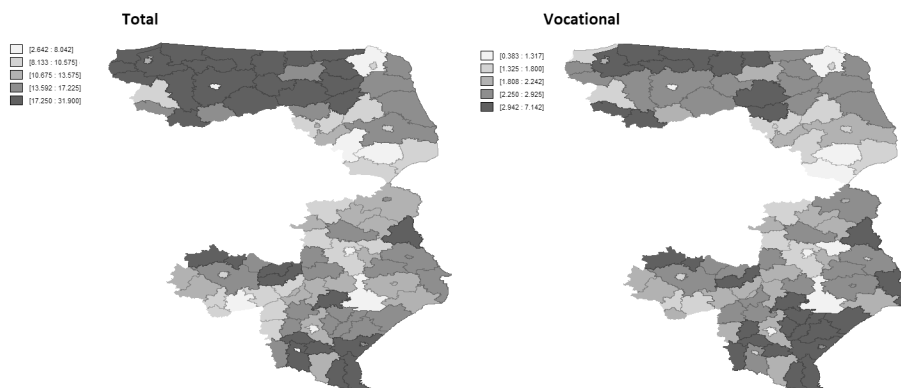 Total
[2.642 : 8.042]
[8.133 : 10.575]
[10.675 : 13.575]
[13.592 : 17.225]
[17.250 : 31.900]
Vocational
[0.383 : 1.317]
[1.325 : 1.800]
[1.808 : 2.242]
[2.250 : 2.925]
[2.942 : 7.142]